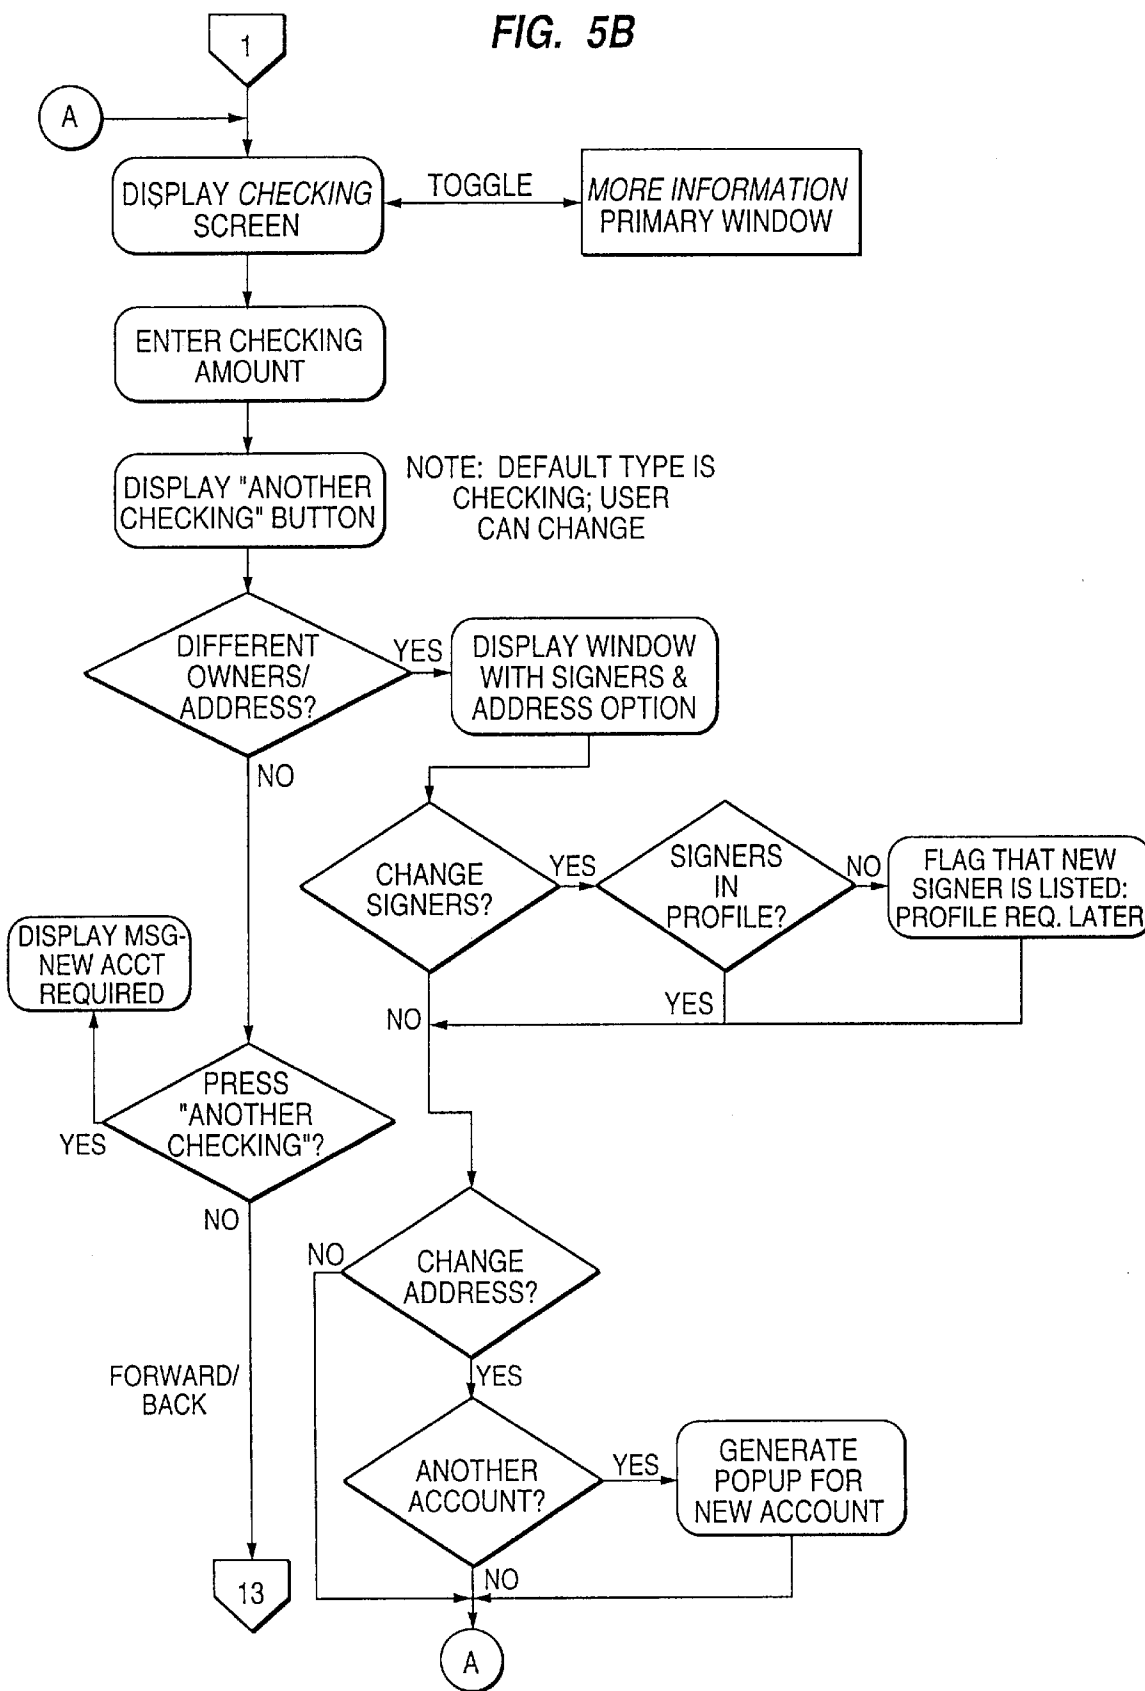 FIG. 5B
1
A
DISPLAY CHECKING
SCREEN
TOGGLE
MORE INFORMATION
PRIMARY WINDOW
ENTER CHECKING
AMOUNT
DISPLAY "ANOTHER
CHECKING" BUTTON
NOTE: DEFAULT TYPE IS
CHECKING; USER
CAN CHANGE
DIFFERENT
OWNERS/
ADDRESS?
YES
DISPLAY WINDOW
WITH SIGNERS &
ADDRESS OPTION
NO
CHANGE
SIGNERS?
YES
SIGNERS
IN
PROFILE?
NO
FLAG THAT NEW
SIGNER IS LISTED:
PROFILE REQ. LATER
DISPLAY MSG-
NEW ACCT
REQUIRED
NO
YES
PRESS
"ANOTHER
CHECKING"?
YES
NO
NO
CHANGE
ADDRESS?
YES
FORWARD/
BACK
ANOTHER
ACCOUNT?
YES
GENERATE
POPUP FOR
NEW ACCOUNT
NO
13
A